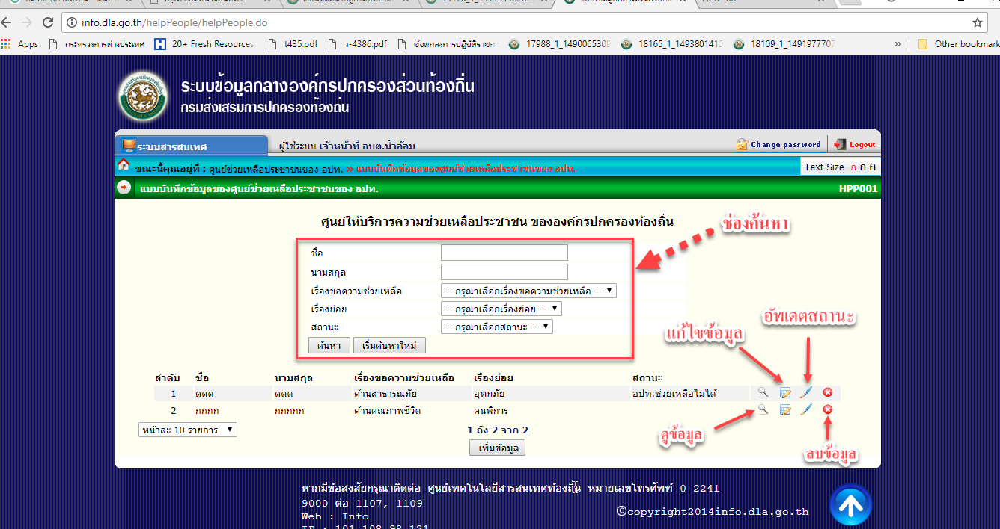 info.dla.go.th/helpPeople/helpPeople.do
Apps กระทรวงการต่างประเทศ 20+ Fresh Resources t435.pdf ว-4386.pdf ข้อตกลงการปฏิบัติราชก 17988_1_1490065309 18165_1_1493801415 18109_1_1491977707 » Other bookmark
ระบบข้อมูลกลางองค์กรปกครองส่วนท้องถิ่น
กรมส่งเสริมการปกครองท้องถิ่น
ระบบสารสนเทศ ผู้ใช้ระบบ เจ้าหน้าที่ อบต.น้ำอ้อม Change password Logout
ขณะนี้คุณอยู่ที่ : ศูนย์ช่วยเหลือประชาชนของ อปท. » แบบบันทึกข้อมูลของศูนย์ช่วยเหลือประชาชนของ อปท. Text Size ก ก ก
แบบบันทึกข้อมูลของศูนย์ช่วยเหลือประชาชนของ อปท. HPP001
ศูนย์ให้บริการความช่วยเหลือประชาชน ขององค์กรปกครองท้องถิ่น
ช่องค้นหา
ชื่อ
นามสกุล
เรื่องขอความช่วยเหลือ ---กรุณาเลือกเรื่องขอความช่วยเหลือ---
เรื่องย่อย ---กรุณาเลือกเรื่องย่อย---
สถานะ ---กรุณาเลือกสถานะ---
ค้นหา เริ่มค้นหาใหม่
แก้ไขข้อมูล
อัพเดตสถานะ
ลำดับ ชื่อ นามสกุล เรื่องขอความช่วยเหลือ เรื่องย่อย สถานะ
1 ดดด ดดด ด้านสาธารณภัย อุทกภัย อปท.ช่วยเหลือไม่ได้
2 กกกก กกกกก ด้านคุณภาพชีวิต คนพิการ
หน้าละ 10 รายการ 1 ถึง 2 จาก 2
ดูข้อมูล
ลบข้อมูล
เพิ่มข้อมูล
หากมีข้อสงสัยกรุณาติดต่อ ศูนย์เทคโนโลยีสารสนเทศท้องถิ่น หมายเลขโทรศัพท์ 0 2241
9000 ต่อ 1107, 1109
Web : Info
©copyright2014info.dla.go.th
IP : 101.108.98.121